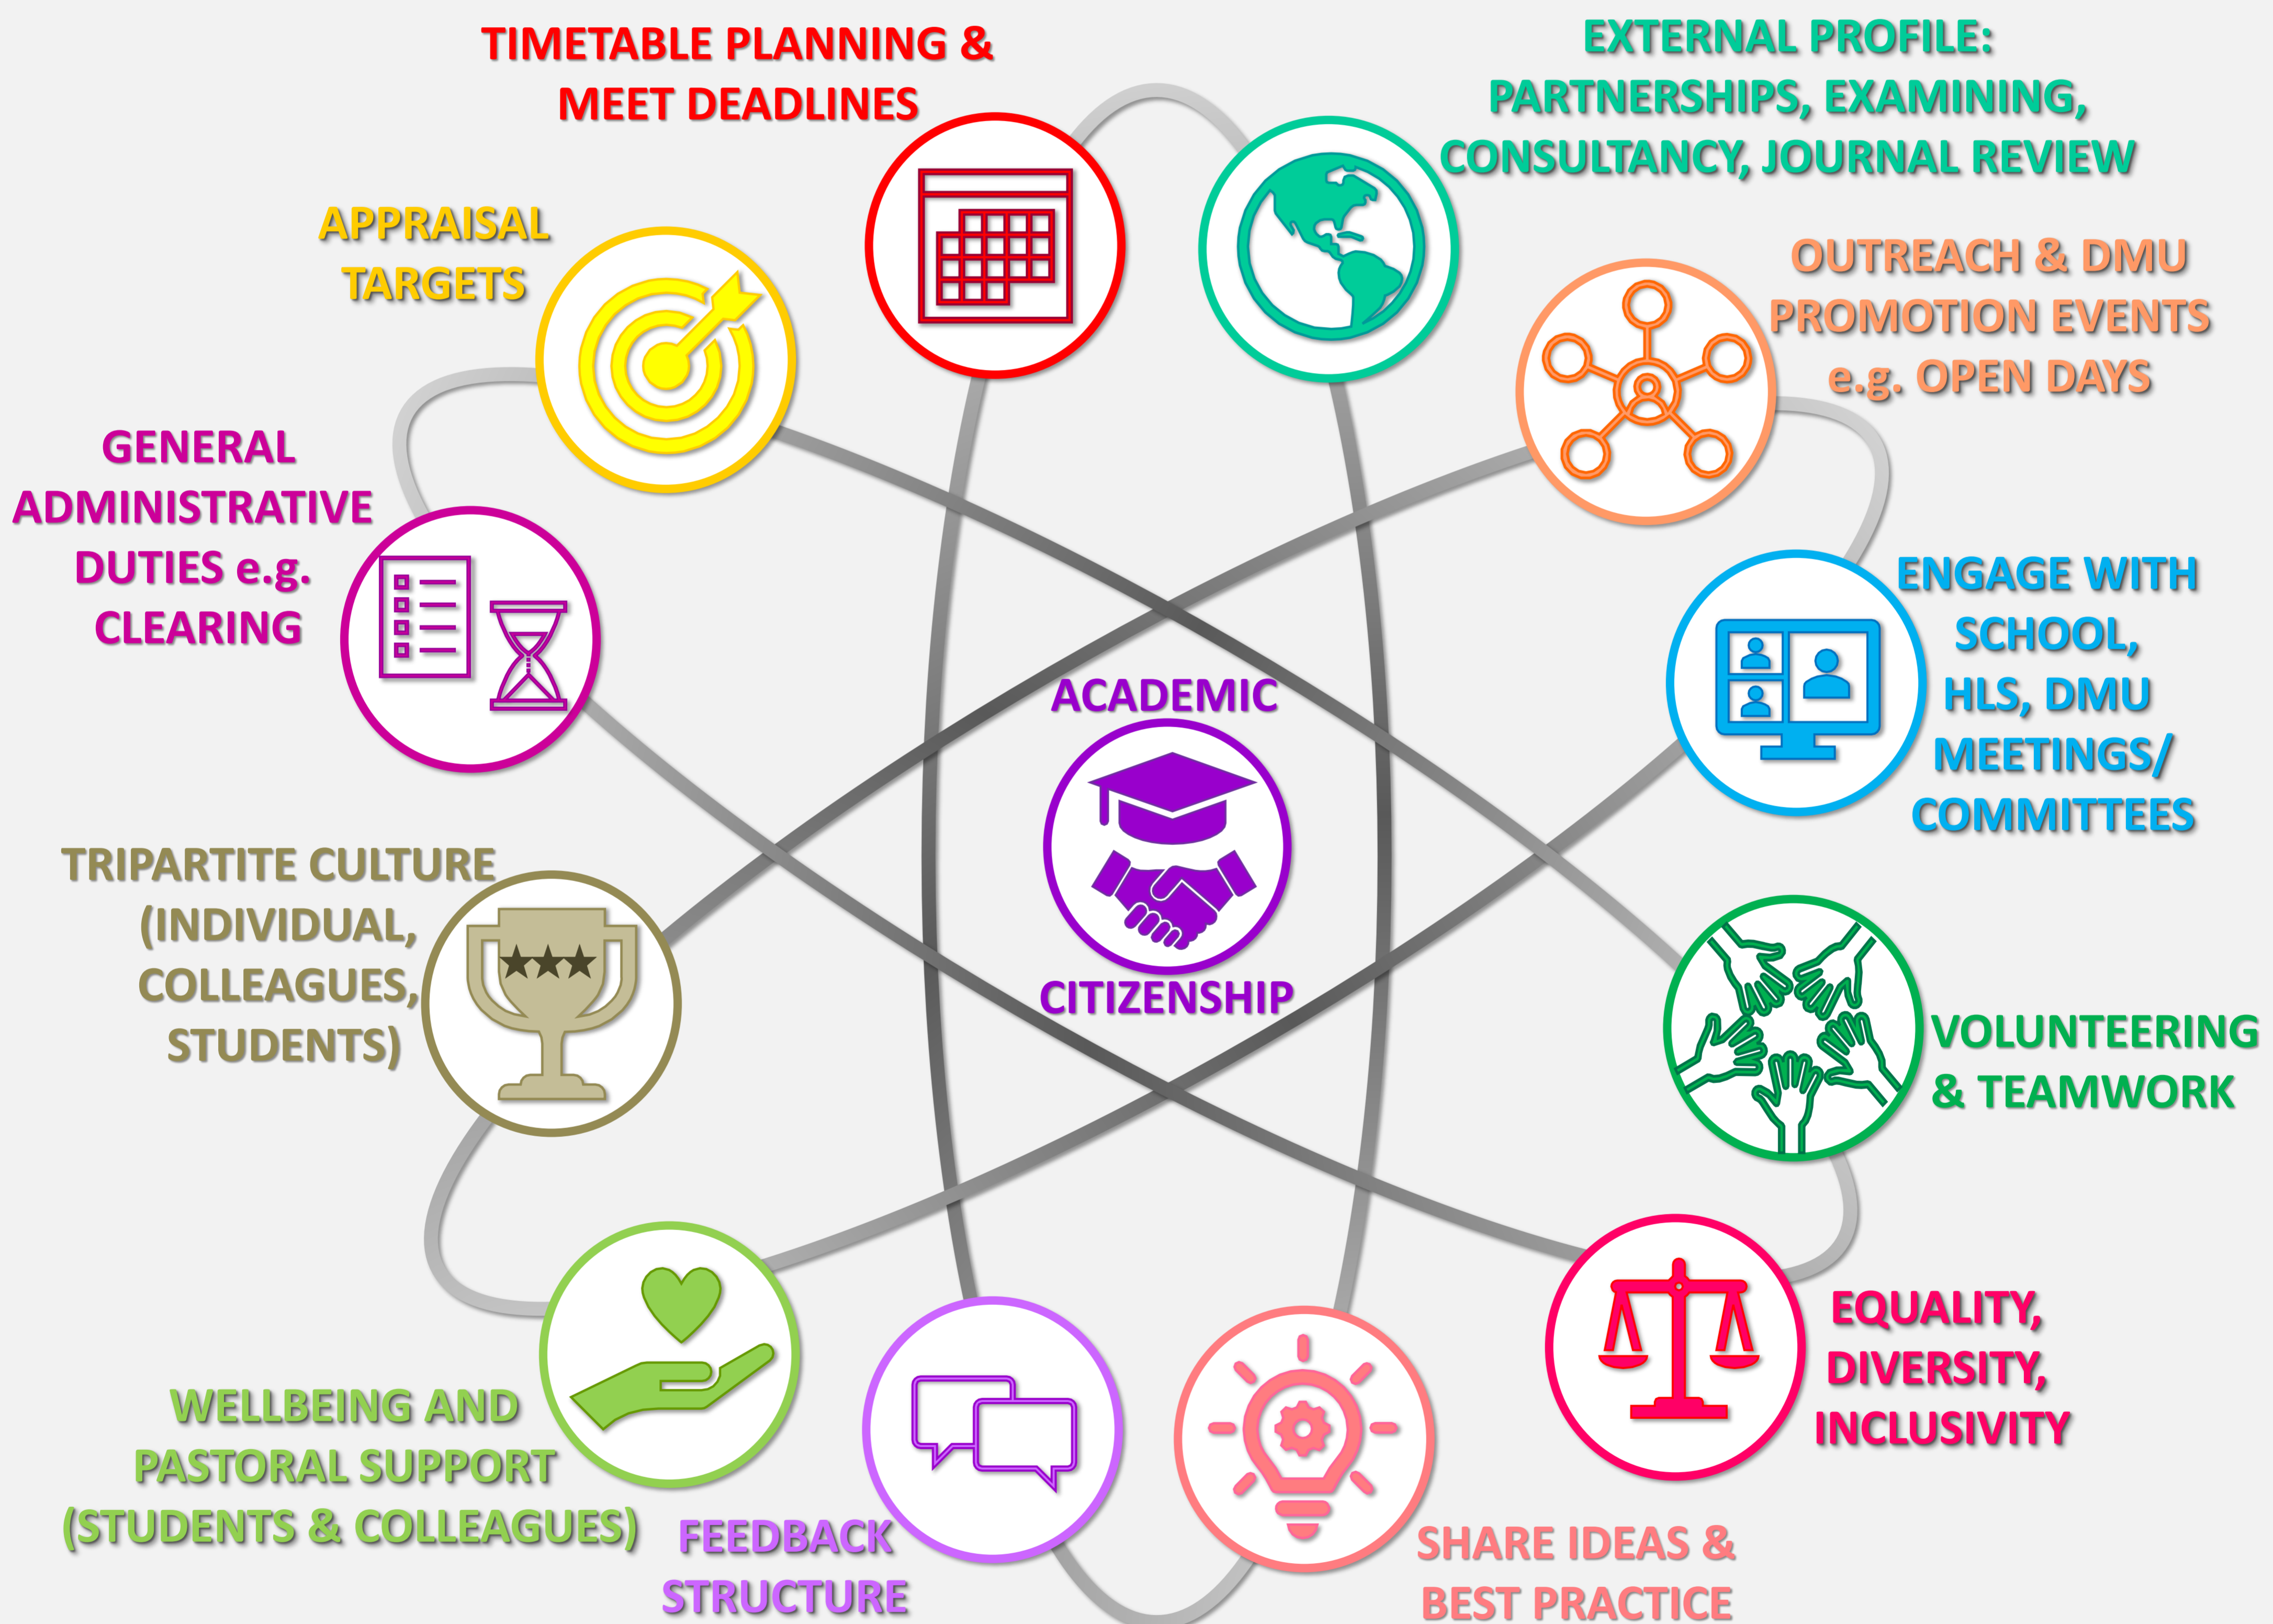 TIMETABLE PLANNING &
MEET DEADLINES
EXTERNAL PROFILE:
PARTNERSHIPS, EXAMINING,
CONSULTANCY, JOURNAL REVIEW
APPRAISAL
TARGETS
OUTREACH & DMU
PROMOTION EVENTS
e.g. OPEN DAYS
GENERAL
ADMINISTRATIVE
DUTIES e.g.
CLEARING
ENGAGE WITH
SCHOOL,
HLS, DMU
MEETINGS/
COMMITTEES
ACADEMIC
CITIZENSHIP
TRIPARTITE CULTURE
(INDIVIDUAL,
COLLEAGUES,
STUDENTS)
VOLUNTEERING
& TEAMWORK
EQUALITY,
DIVERSITY,
INCLUSIVITY
WELLBEING AND
PASTORAL SUPPORT
(STUDENTS & COLLEAGUES)
FEEDBACK
STRUCTURE
SHARE IDEAS &
BEST PRACTICE